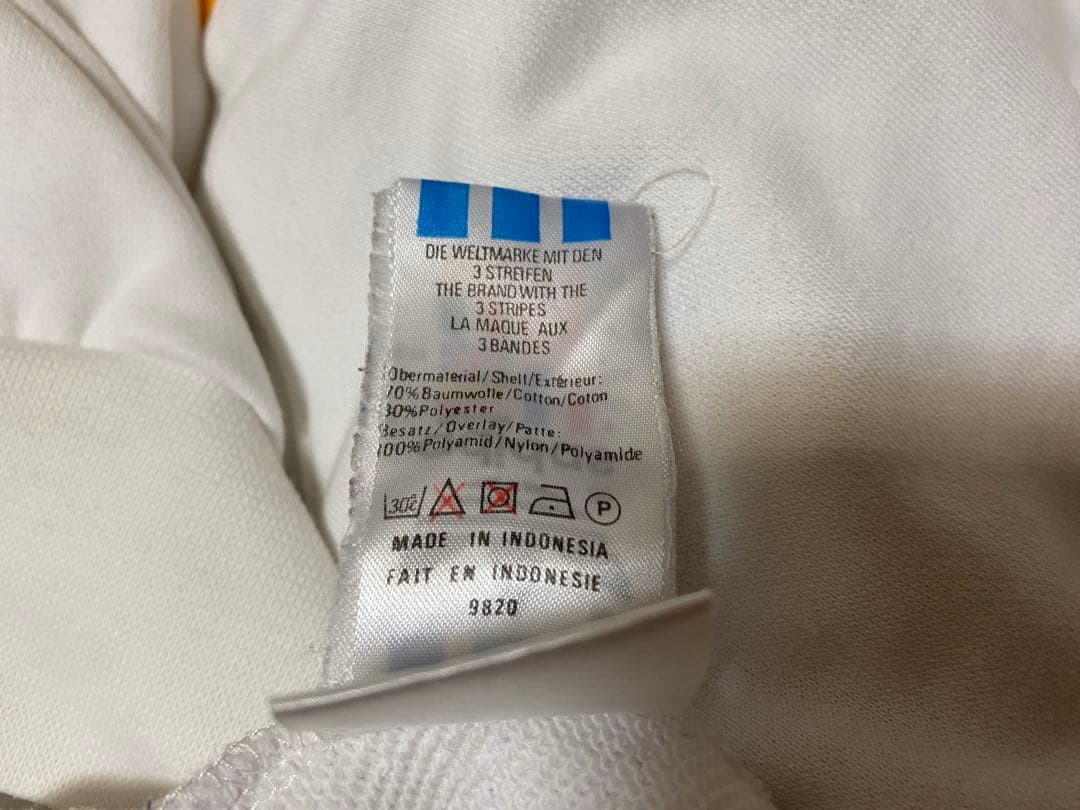 DIE WELTMARKE MIT DEN
3 STREIFEN
THE BRAND WITH THE
3 STRIPES
LA MAQUE AUX
3 BANDES
Obermaterial/Shell/Extérieur:
70% Baumwolle/Cotton/Coton
30% Polyester
Besatz/Overlay/Patte:
100% Polyamid/Nylon/Polyamide
30°c
P
MADE IN INDONESIA
FAIT EN INDONESIE
9820